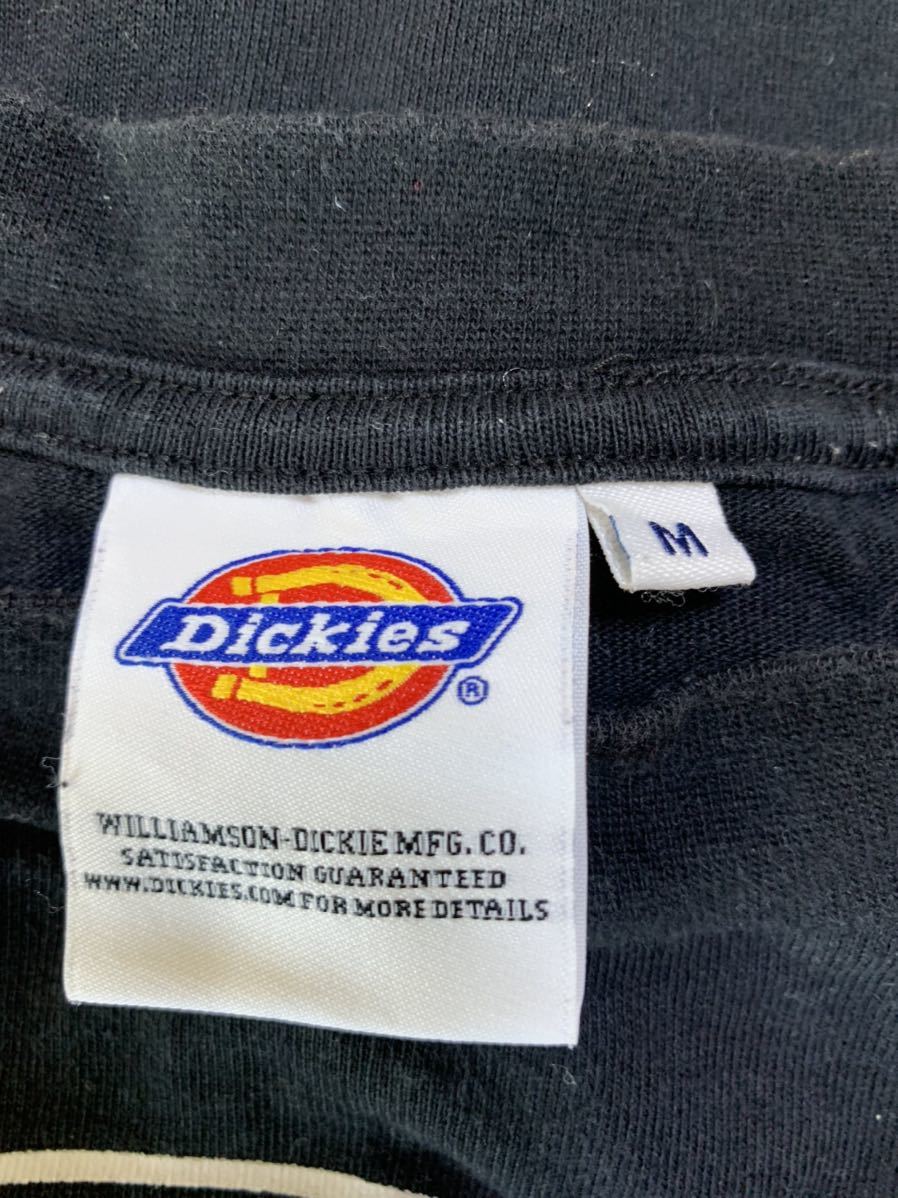 Dickies
®
M
WILLIAMSON-DICKIE MFG. CO.
SATISFACTION GUARANTEED
WWW.DICKIES.COM FOR MORE DETAILS